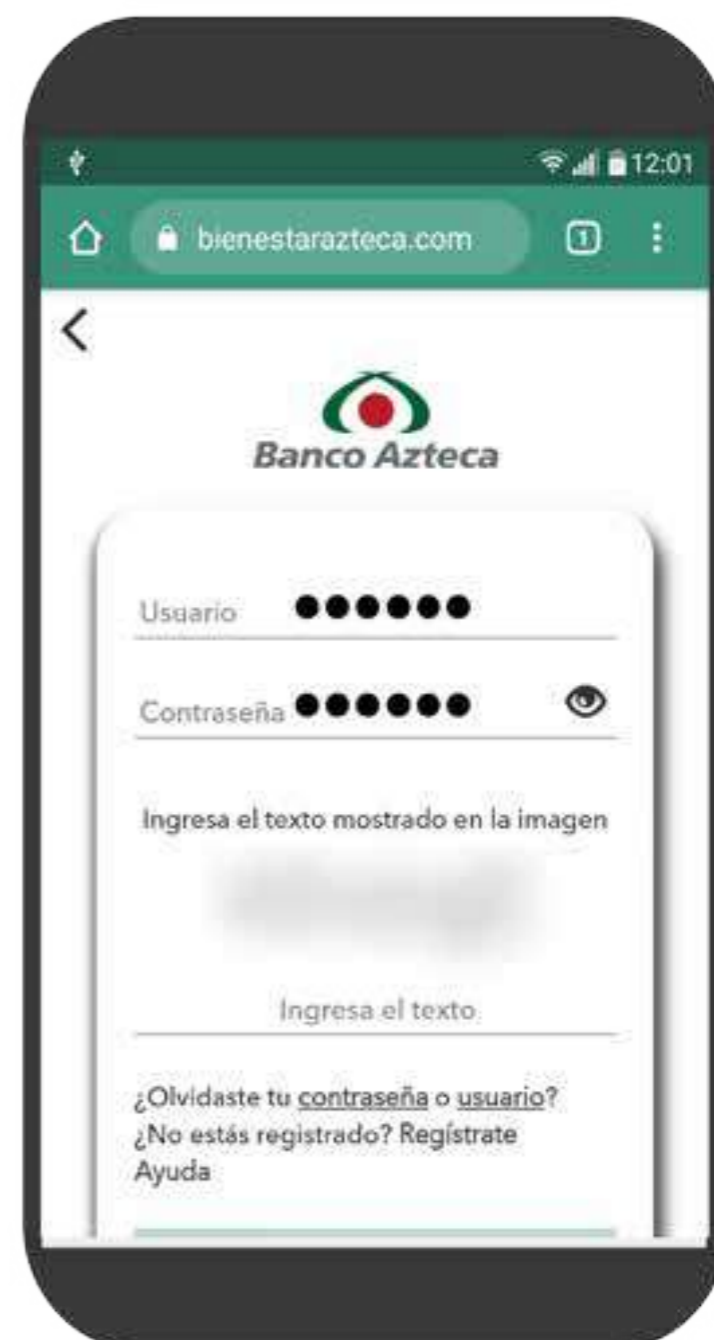 12:01
bienestarazteca.com 1
Banco Azteca
Usuario ●●●●●●
Contraseña ●●●●●●
Ingresa el texto mostrado en la imagen
Ingresa el texto
¿Olvidaste tu contraseña o usuario?
¿No estás registrado? Regístrate
Ayuda